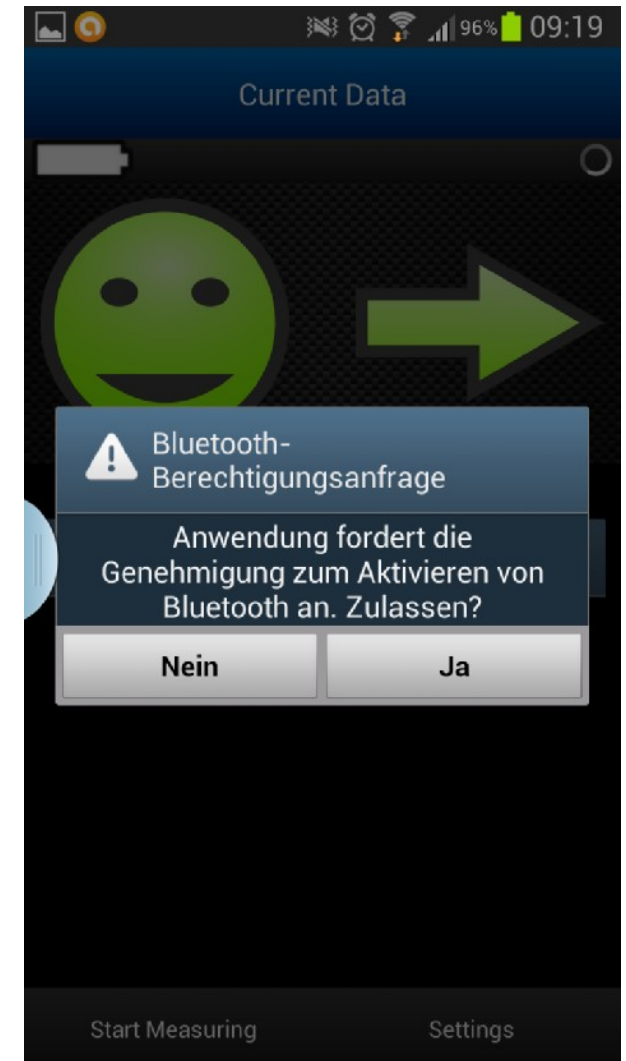 96% 09:19
Current Data
Bluetooth-
Berechtigungsanfrage
Anwendung fordert die
Genehmigung zum Aktivieren von
Bluetooth an. Zulassen?
Nein Ja
Start Measuring Settings